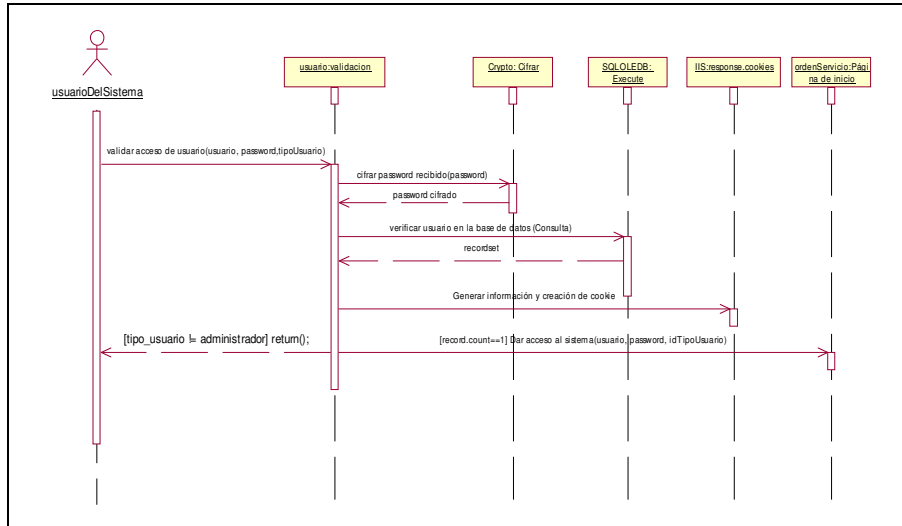 usuario:validacion
Crypto: Cifrar
SQLOLEDB:
Execute
IIS:response.cookies
ordenServicio:Pági
na de inicio
usuarioDelSistema
validar acceso de usuario(usuario, password,tipoUsuario)
cifrar password recibido(password)
password cifrado
verificar usuario en la base de datos (Consulta)
recordset
Generar información y creación de cookie
[tipo_usuario != administrador] return();
[record.count==1] Dar acceso al sistema(usuario, password, idTipoUsuario)